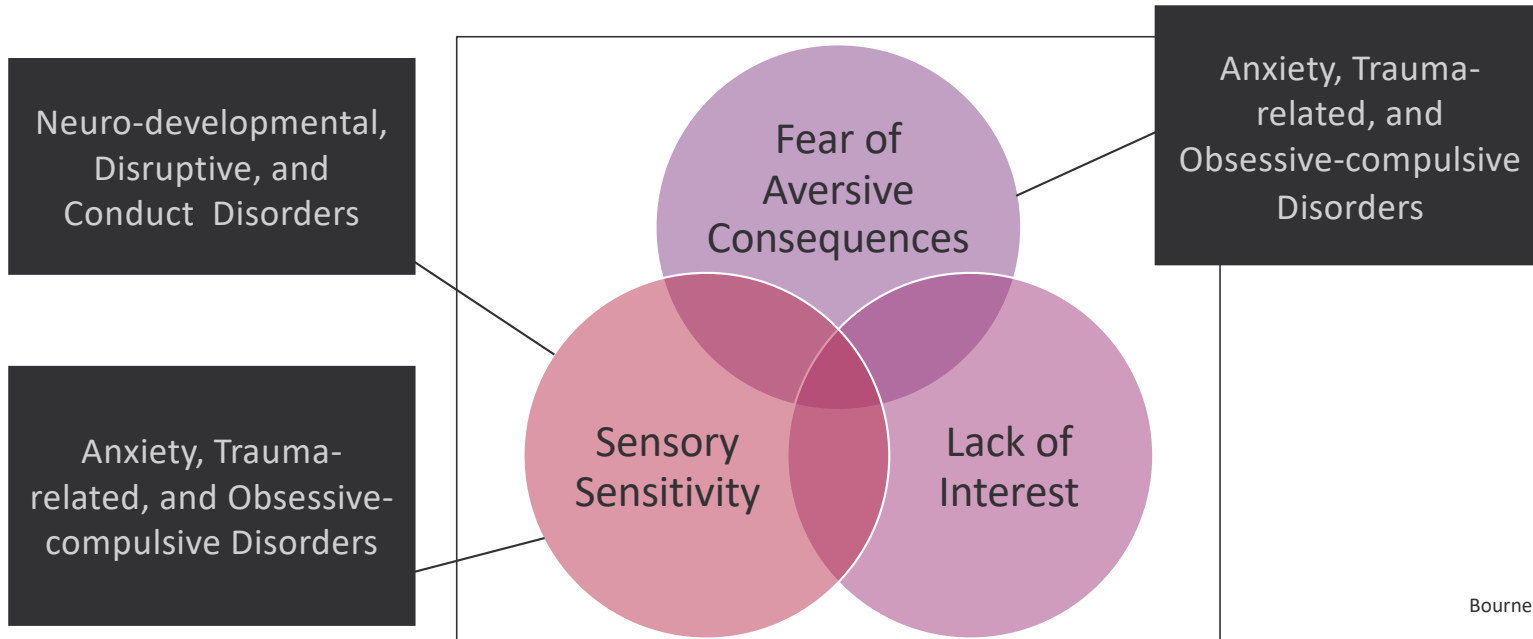 Neuro-developmental,
Disruptive, and
Conduct Disorders
Anxiety, Trauma-
related, and Obsessive-
compulsive Disorders
Fear of
Aversive
Consequences
Sensory
Sensitivity
Lack of
Interest
Anxiety, Trauma-
related, and
Obsessive-compulsive
Disorders
Bourne